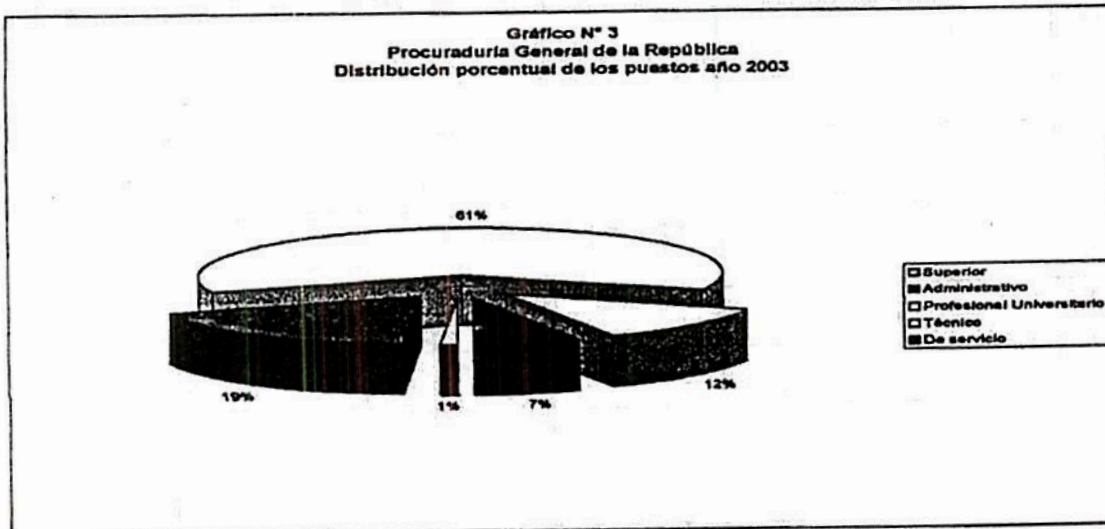 Gráfico N° 3
Procuraduría General de la República
Distribución porcentual de los puestos año 2003
61%
19%
1%
7%
12%
Superior
Administrativo
Profesional Universitario
Técnico
De servicio